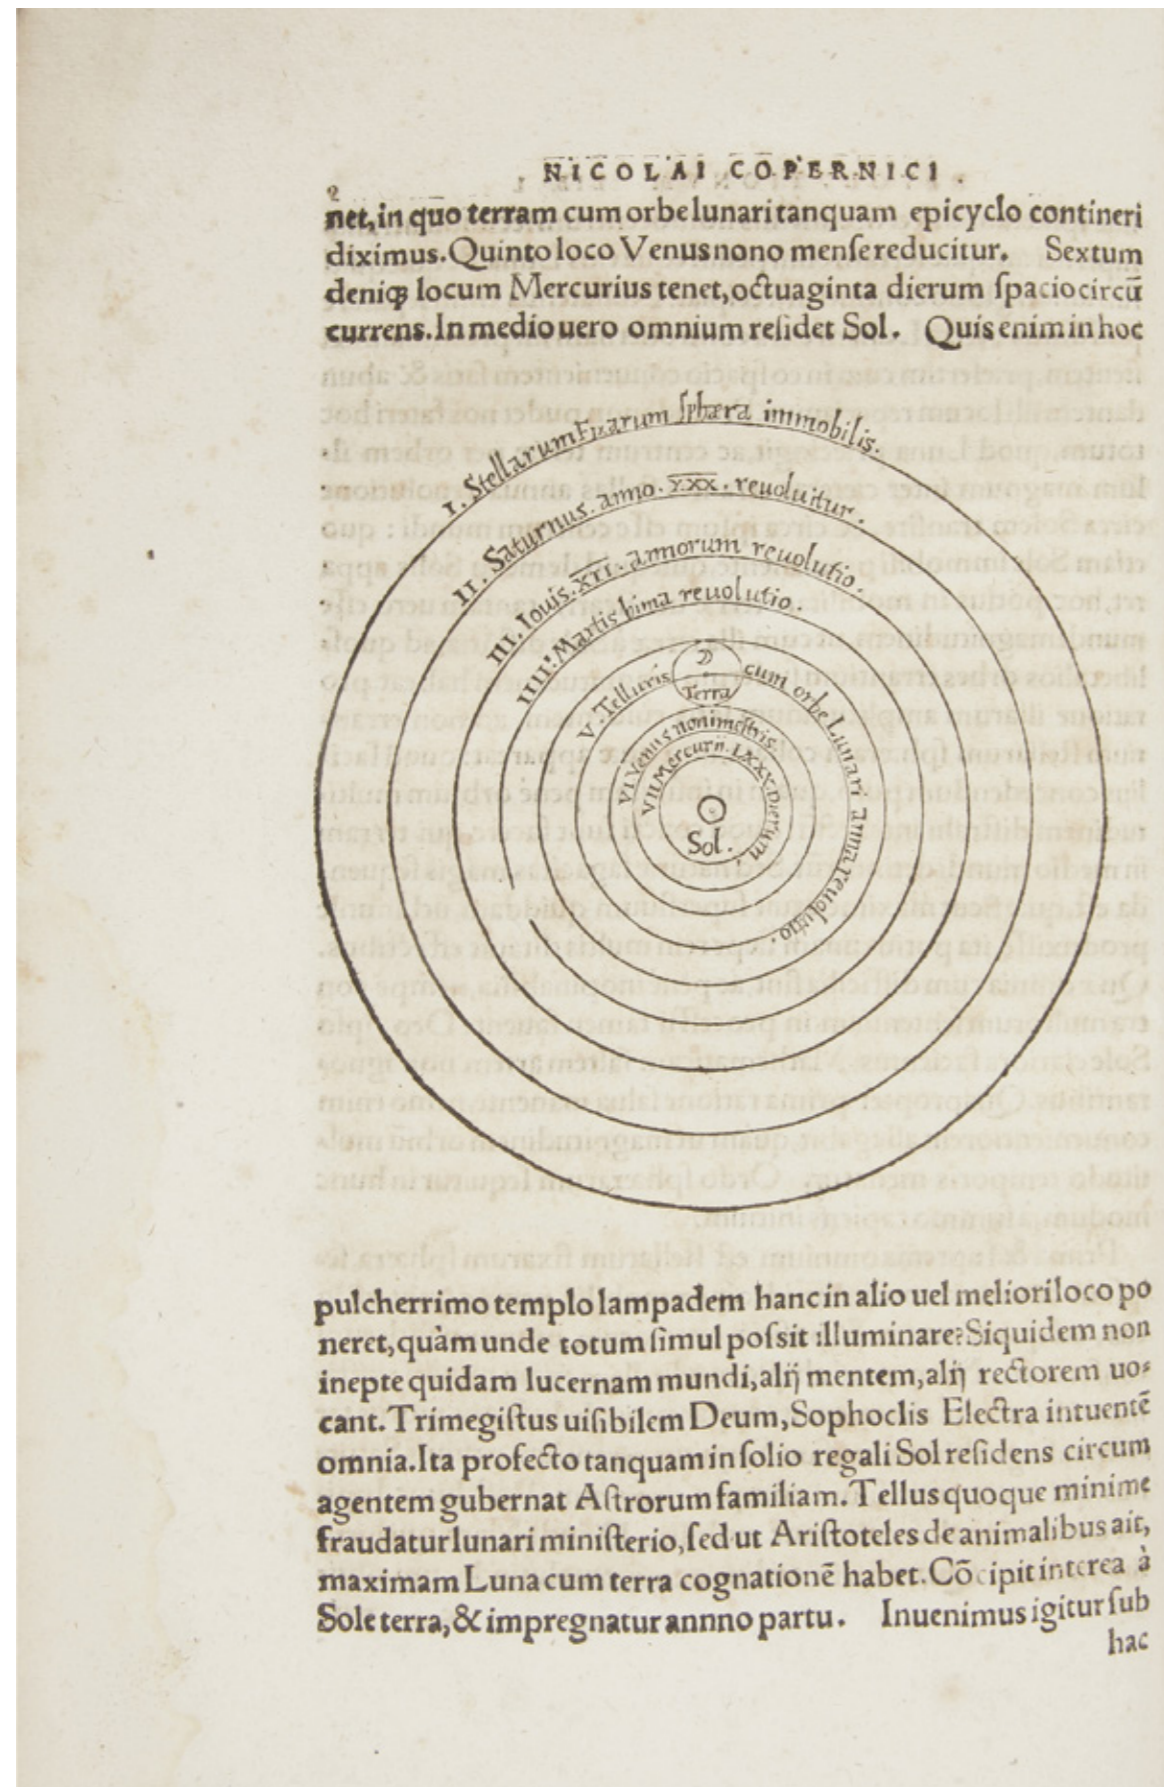 NICOLAI COPERNICI.
net, in quo terram cum orbe lunari tanquam epicyclo contineri
diximus. Quinto loco Venus nono menſe reducitur. Sextum
deniqꝫ locum Mercurius tenet, octuaginta dierum ſpacio circū
currens. In medio uero omnium reſidet Sol. Quis enim in hoc
I. Stellarum Fixarum ſphæra immobilis.
II. Saturnus. anno. XXX. reuoluitur.
III. Iouis. XII. annorum reuolutio.
IIII. Martis bima reuolutio.
V. Telluris cum orbe Lunari annua reuolutio.
Terra
VI Venus nonimeſtris
VII Mercurij. LXXX. dierum.
Sol.
pulcherrimo templo lampadem hanc in alio uel meliori loco po
neret, quàm unde totum ſimul poſsit illuminare? Siquidem non
inepte quidam lucernam mundi, alij mentem, alij rectorem uo-
cant. Trimegiſtus uiſibilem Deum, Sophoclis Electra intuentē
omnia. Ita profecto tanquam in ſolio regali Sol reſidens circum
agentem gubernat Aſtrorum familiam. Tellus quoque minime
fraudatur lunari miniſterio, ſed ut Ariſtoteles de animalibus ait,
maximam Luna cum terra cognationē habet. Cōcipit interea à
Sole terra, & impregnatur annno partu. Inuenimus igitur ſub
hac